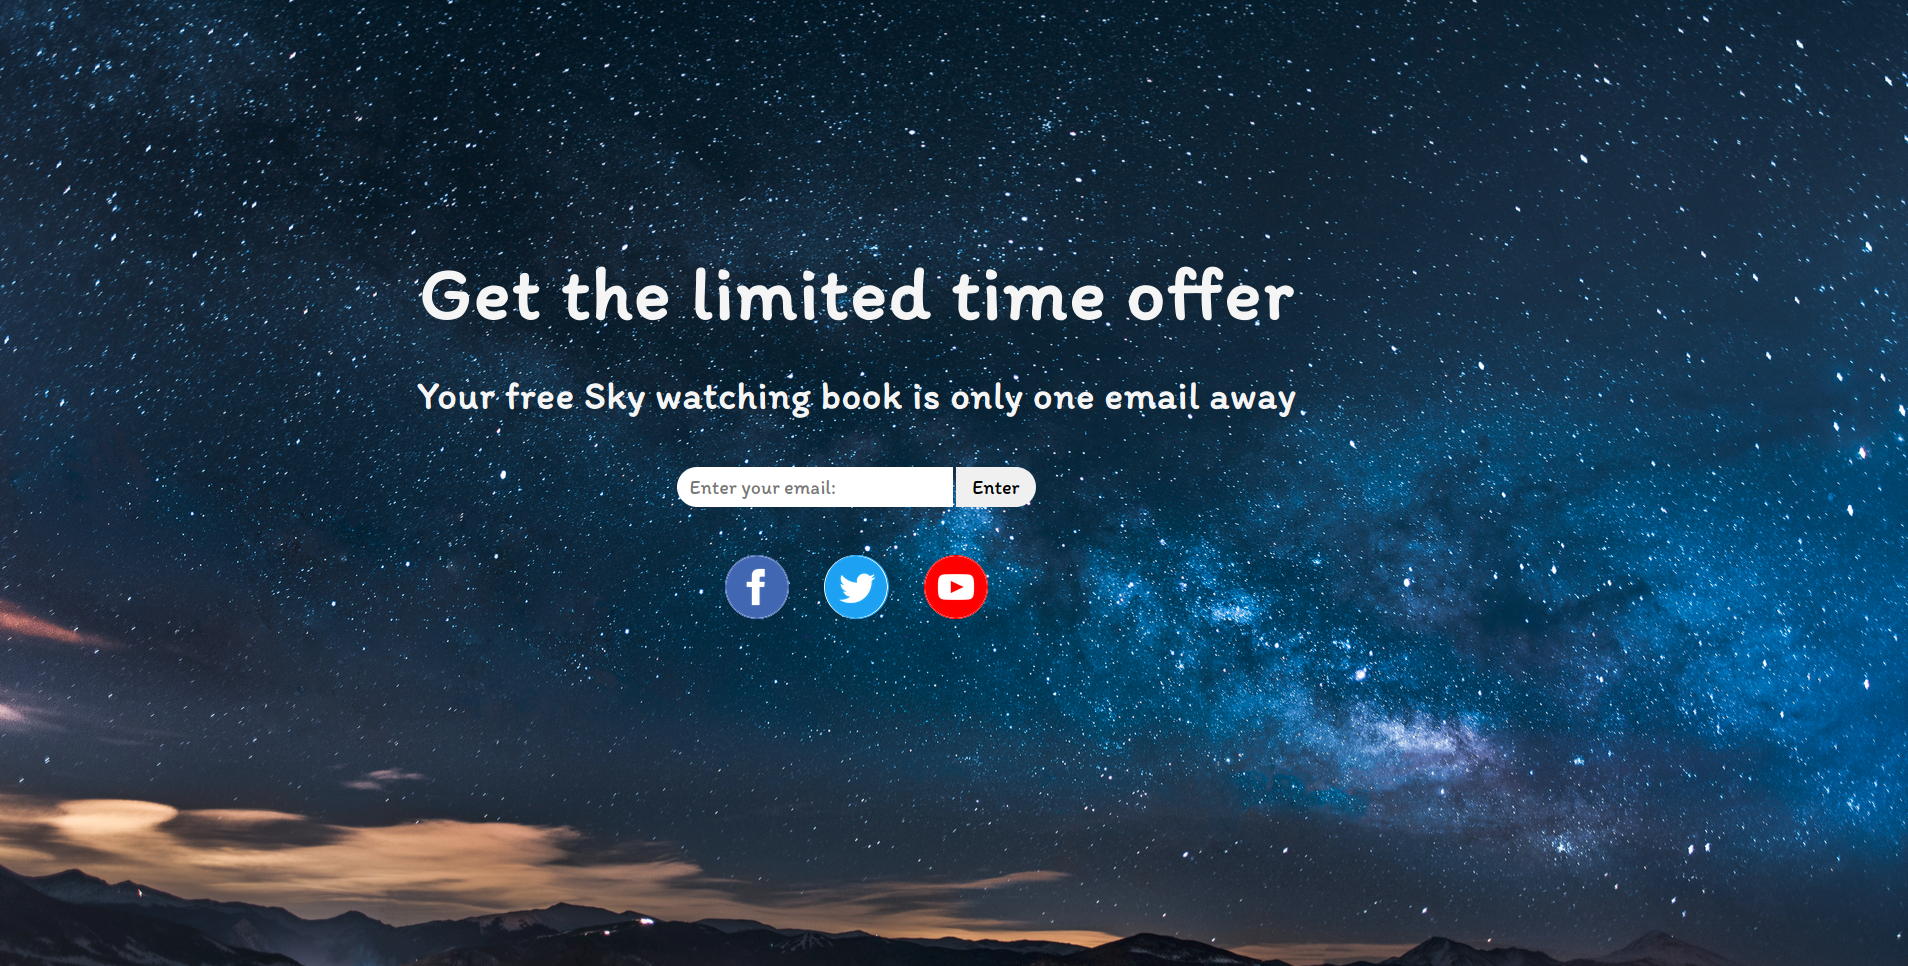 Get the limited time offer
Your free Sky watching book is only one email away
Enter your email: Enter